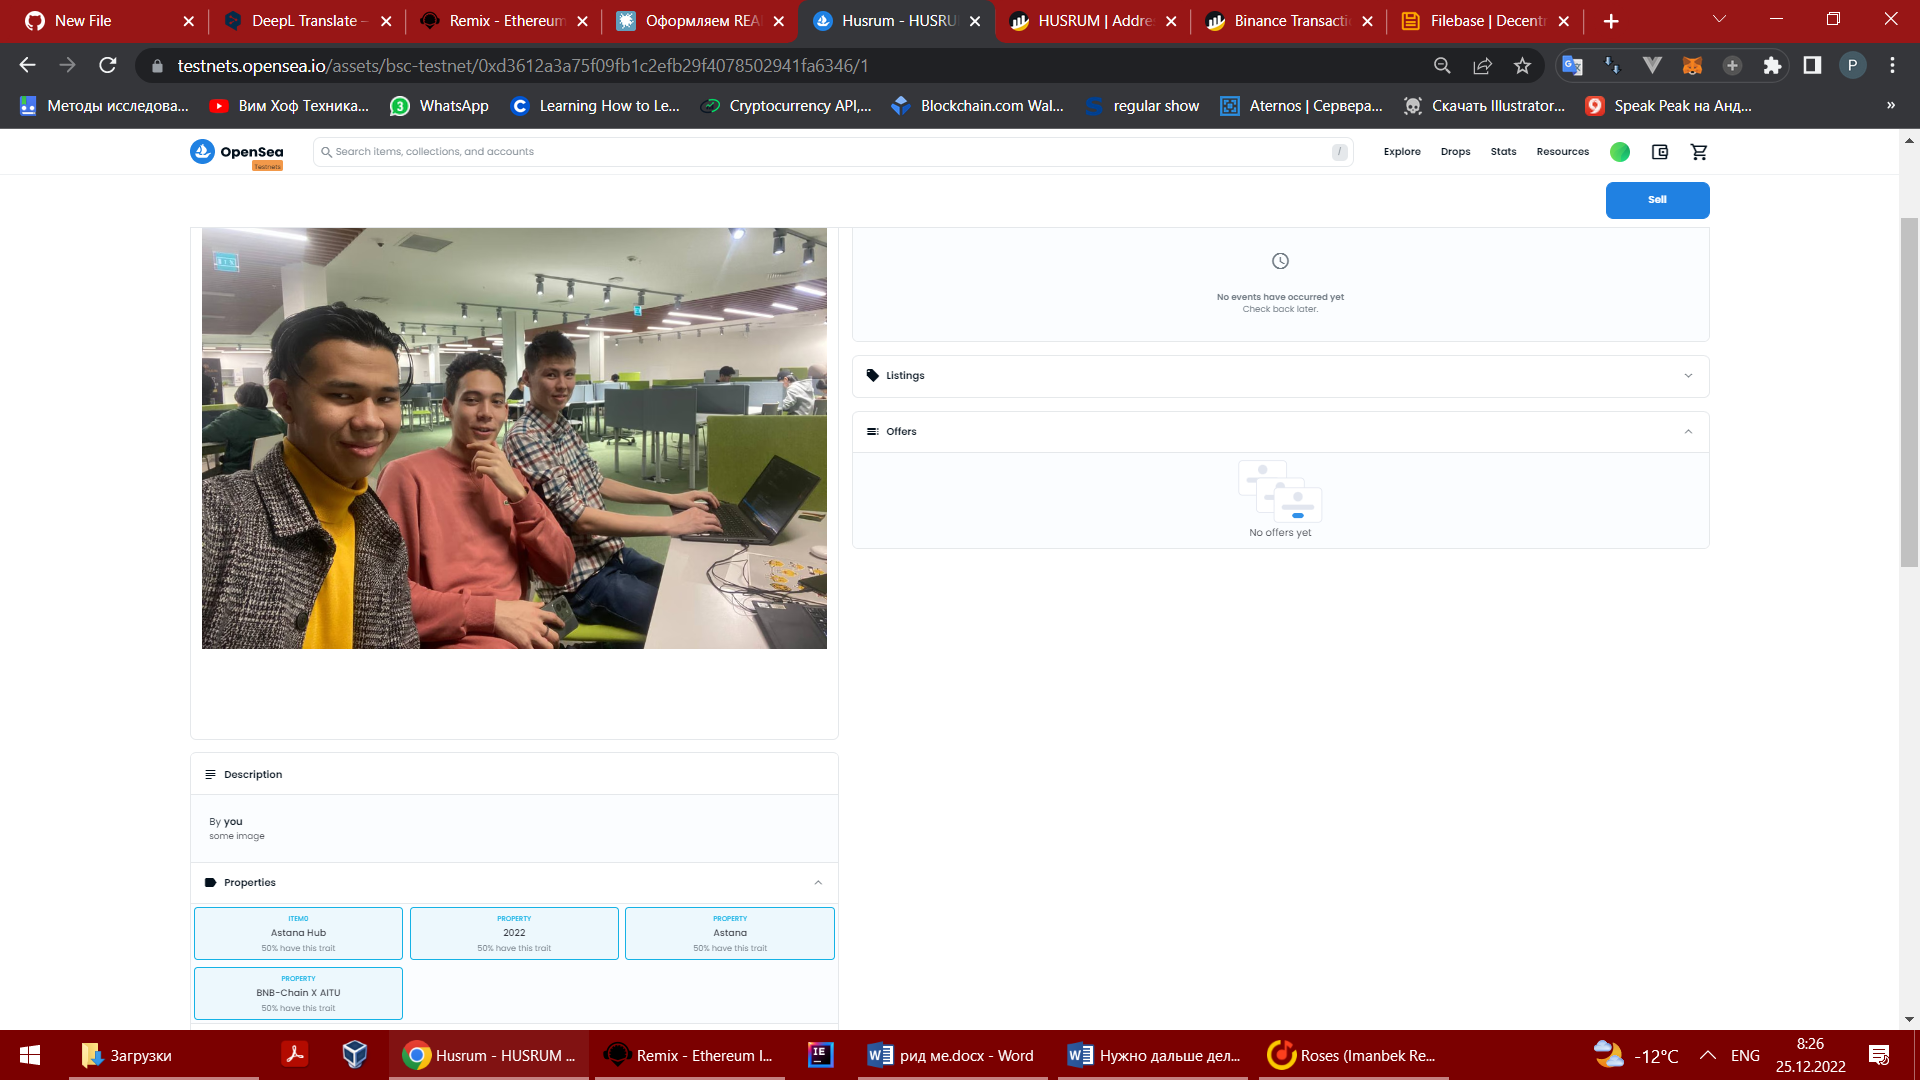 New File
DeepL Translate –
Remix - Ethereum
Оформляем REA
Husrum - HUSRU
HUSRUM | Addre
Binance Transacti
Filebase | Decentr
testnets.opensea.io/assets/bsc-testnet/0xd3612a3a75f09fb1c2efb29f4078502941fa6346/1
P
Методы исследова...
Вим Хоф Техника...
WhatsApp
Learning How to Le...
Cryptocurrency API,...
Blockchain.com Wal...
regular show
Aternos | Сервера...
Скачать Illustrator...
Speak Peak на Анд...
»
OpenSea
Testnets
Search items, collections, and accounts
/
Explore
Drops
Stats
Resources
Sell
No events have occurred yet
Check back later.
Listings
Offers
No offers yet
Description
By you
some image
Properties
ITEMO
Astana Hub
50% have this trait
PROPERTY
2022
50% have this trait
PROPERTY
Astana
50% have this trait
PROPERTY
BNB-Chain X AITU
50% have this trait
Загрузки
Husrum - HUSRUM ...
Remix - Ethereum I...
IE
рид ме.docx - Word
Нужно дальше дел...
Roses (Imanbek Re...
-12°C
ENG
8:26
25.12.2022